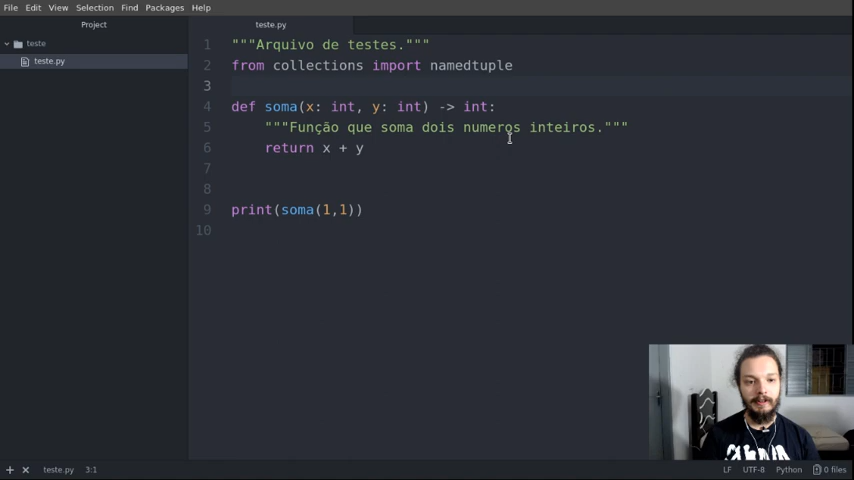 File Edit View Selection Find Packages Help
Project
teste.py
teste
teste.py
1 """Arquivo de testes."""
2 from collections import namedtuple
3
4 def soma(x: int, y: int) -> int:
5 """Função que soma dois numeros inteiros."""
6 return x + y
7
8
9 print(soma(1,1))
10
teste.py 3:1
LF UTF-8 Python 0 files